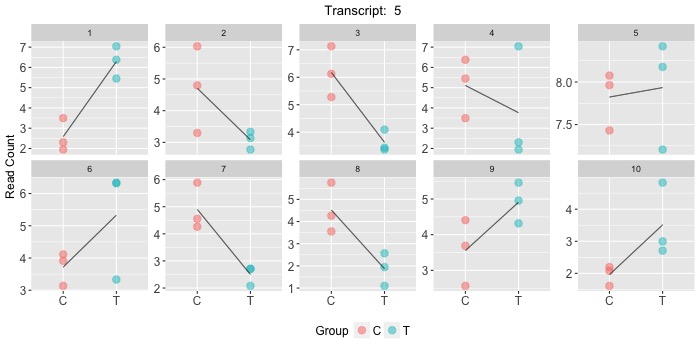 Transcript:  5
1 2 3 4 5
7 6 5 4 3 2
6 5 4 3
7 6 5 4
7 6 5 4 3 2
8.0 7.5
Read Count
6 7 8 9 10
6 5 4 3
6 5 4 3 2
5 4 3 2 1
5 4 3
4 3 2
C T C T C T C T C T
Group C T